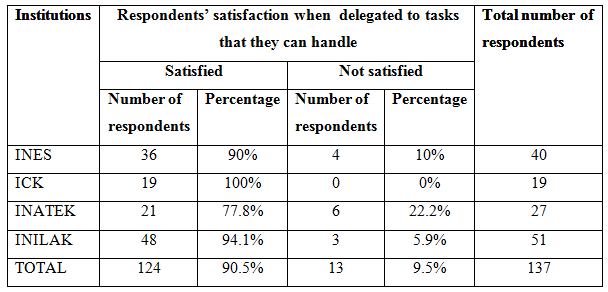 Institutions Respondents’ satisfaction when delegated to tasks Total number of
that they can handle respondents
Satisfied Not satisfied
Number of Percentage Number of Percentage
respondents respondents
INES 36 90% 4 10% 40
ICK 19 100% 0 0% 19
INATEK 21 77.8% 6 22.2% 27
INILAK 48 94.1% 3 5.9% 51
TOTAL 124 90.5% 13 9.5% 137